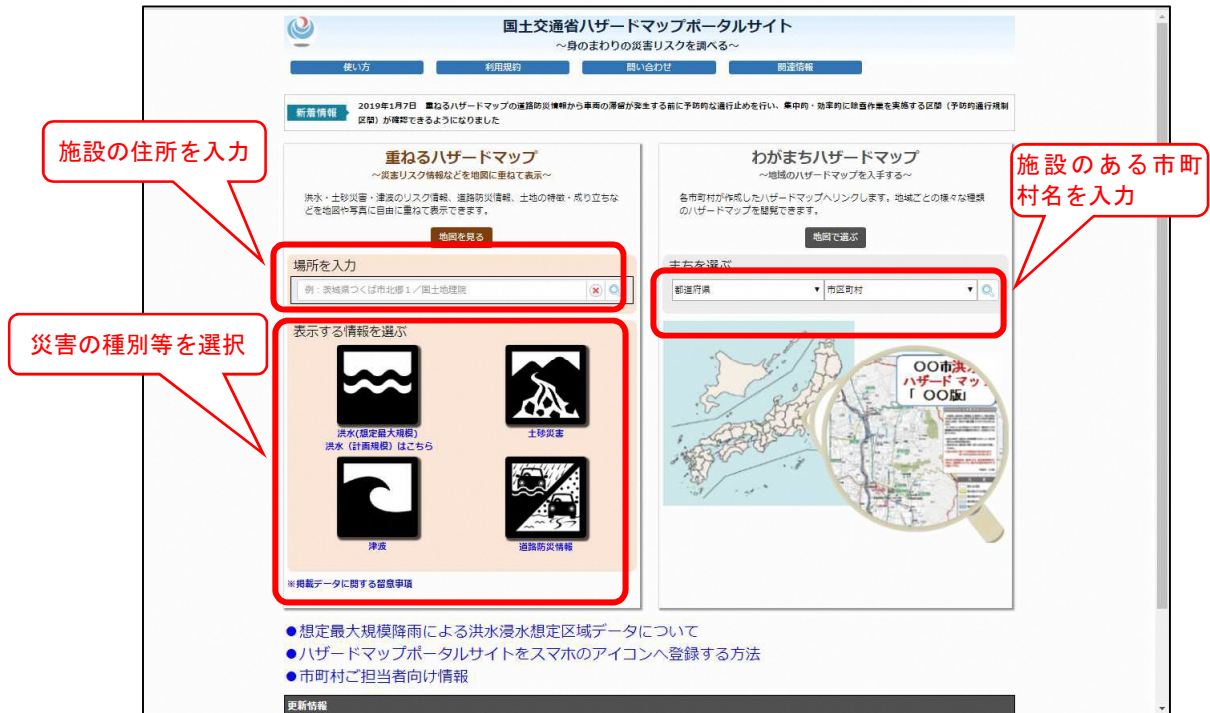 国土交通省ハザードマップポータルサイト
～身のまわりの災害リスクを調べる～
使い方
利用規約
問い合わせ
関連情報
新着情報
2019年1月7日 重ねるハザードマップの道路防災情報から車両の滞留が発生する前に予防的な通行止めを行い、集中的・効率的に除雪作業を実施する区間（予防的通行規制
区間）が確認できるようになりました
施設の住所を入力
重ねるハザードマップ
～災害リスク情報などを地図に重ねて表示～
洪水・土砂災害・津波のリスク情報、道路防災情報、土地の特徴・成り立ちな
どを地図や写真に自由に重ねて表示できます。
地図を見る
場所を入力
例：茨城県つくば市北郷１／国土地理院
災害の種別等を選択
表示する情報を選ぶ
洪水(想定最大規模)
洪水（計画規模）はこちら
土砂災害
津波
道路防災情報
※掲載データに関する留意事項
わがまちハザードマップ
～地域のハザードマップを入手する～
各市町村が作成したハザードマップへリンクします。地域ごとの様々な種類
のハザードマップを閲覧できます。
地図で選ぶ
施設のある市町
村名を入力
まちを選ぶ
都道府県
市区町村
〇〇市洪水
ハザードマップ
「 〇〇版」
●想定最大規模降雨による洪水浸水想定区域データについて
●ハザードマップポータルサイトをスマホのアイコンへ登録する方法
●市町村ご担当者向け情報
更新情報